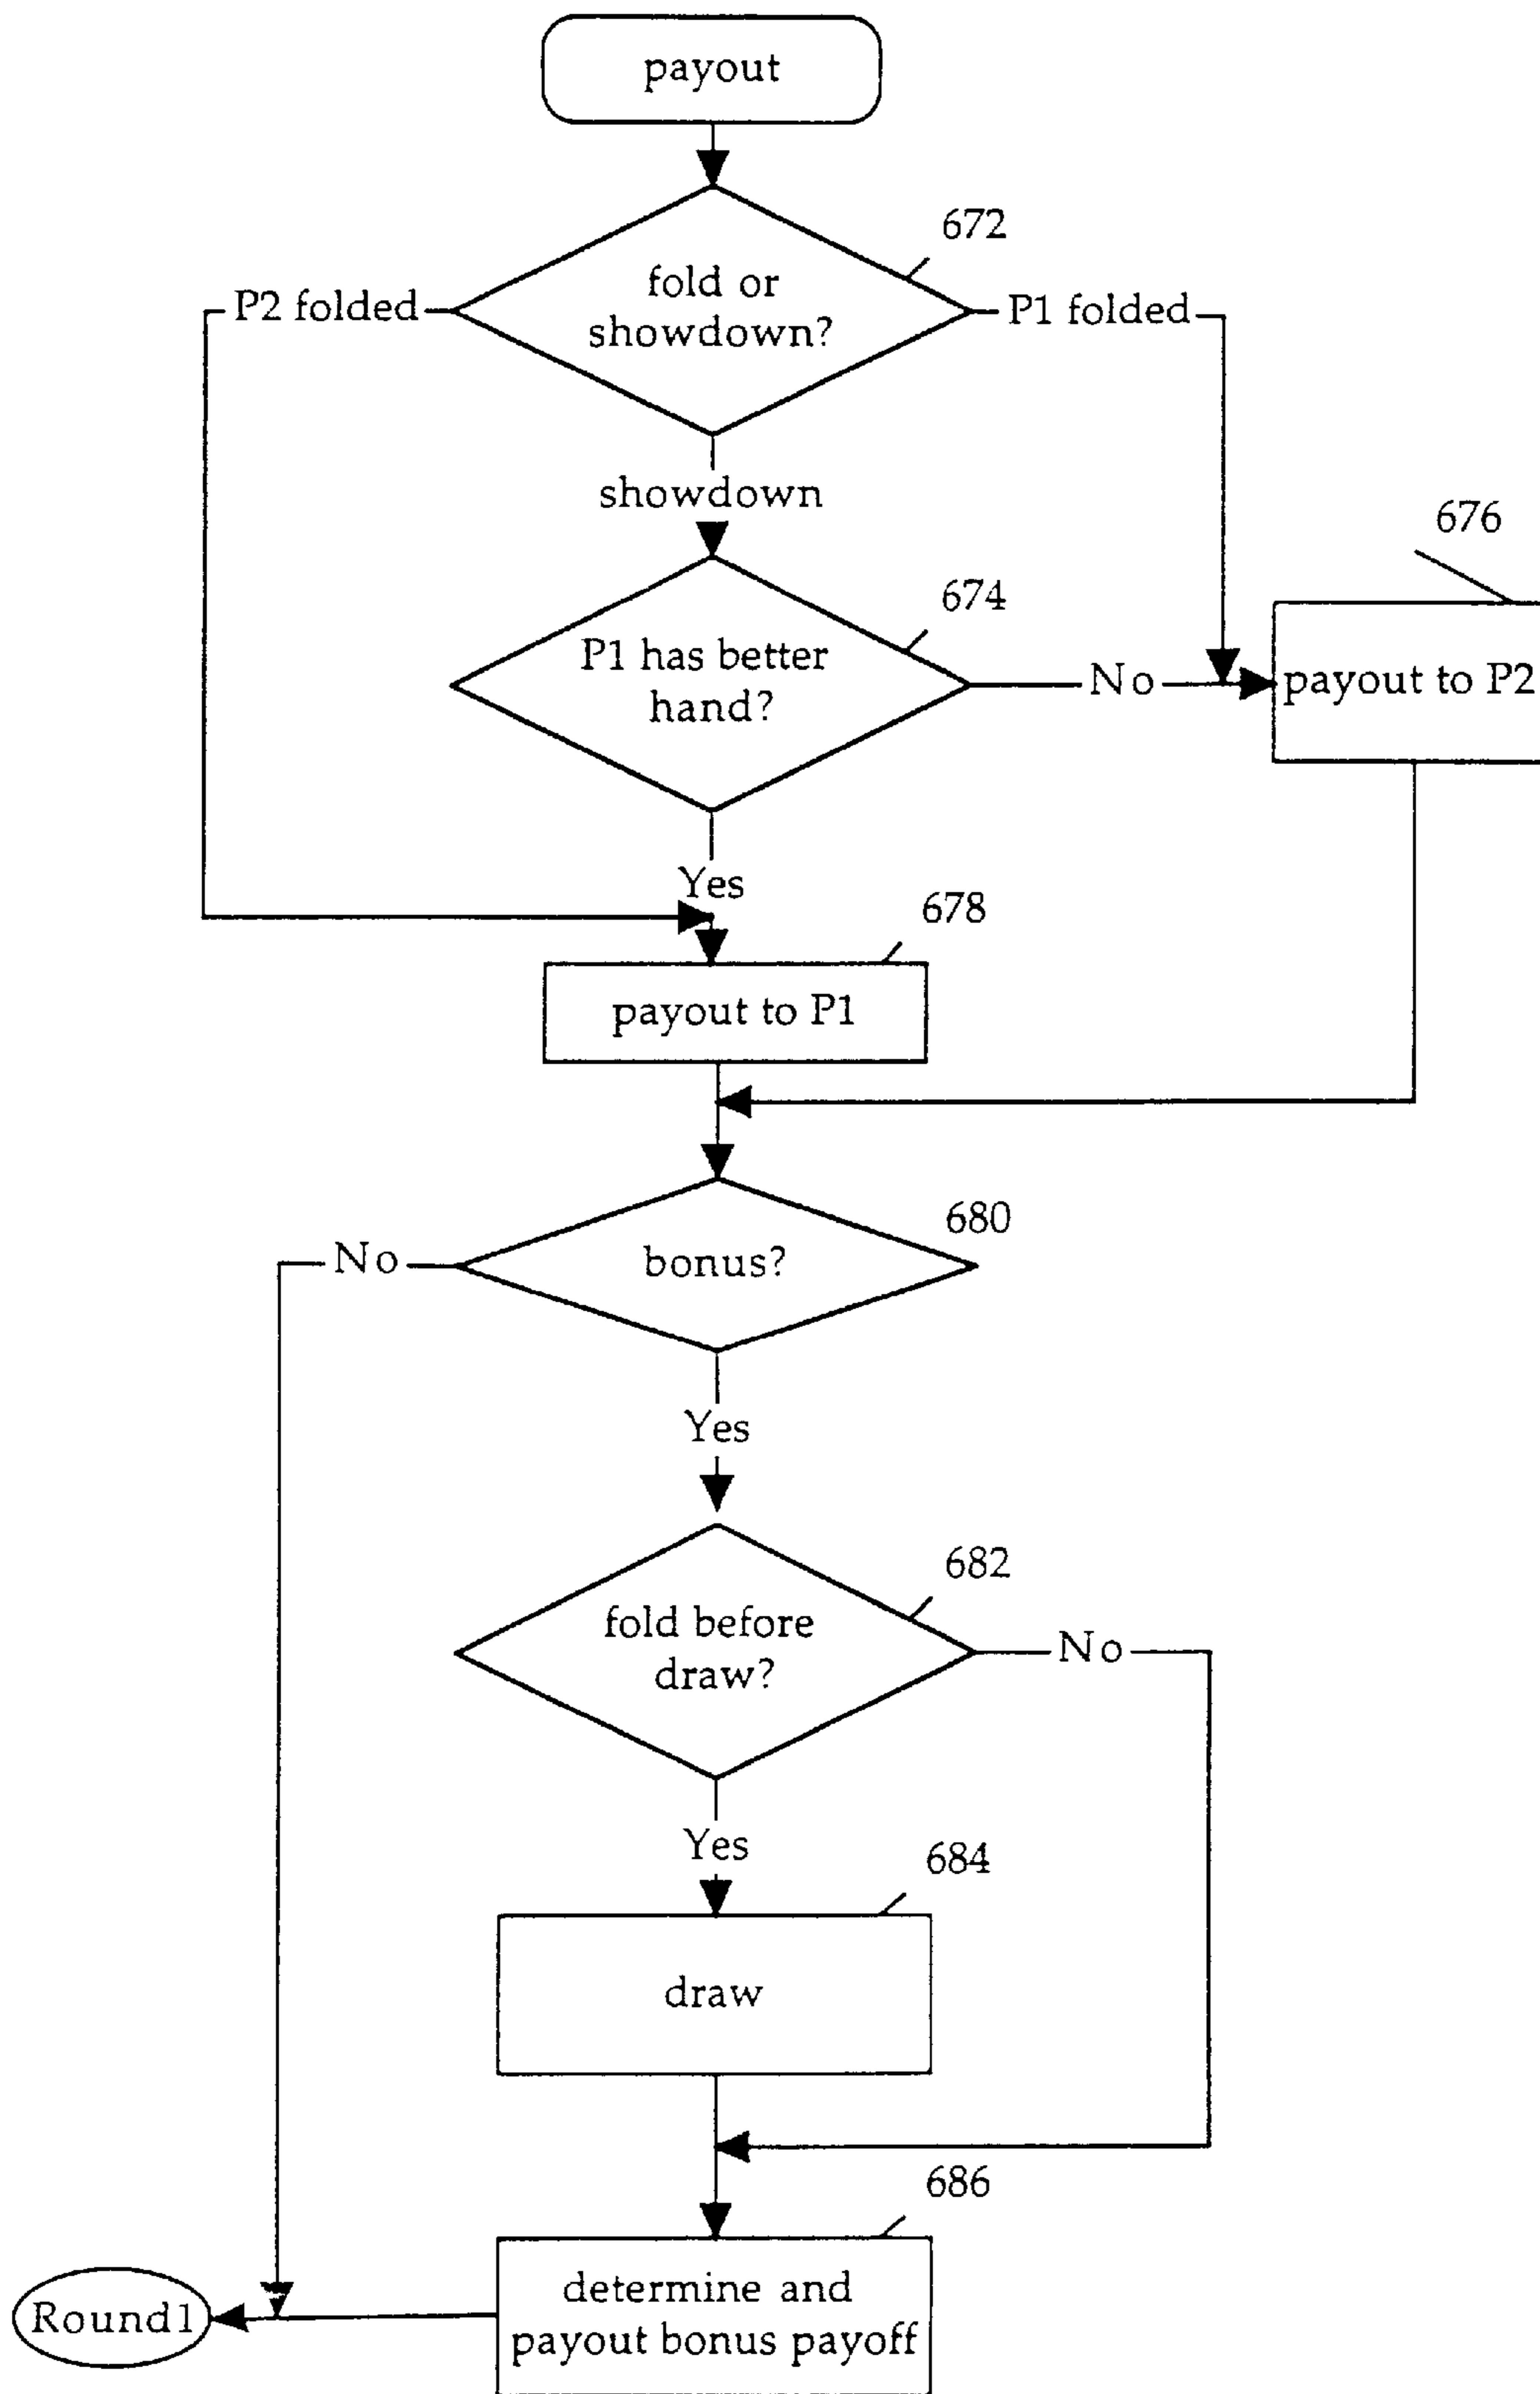 payout
672
fold or
showdown?
P2 folded
P1 folded
showdown
676
674
P1 has better
hand?
No
payout to P2
Yes
678
payout to P1
680
bonus?
No
Yes
682
fold before
draw?
No
Yes
684
draw
686
determine and
payout bonus payoff
Round1